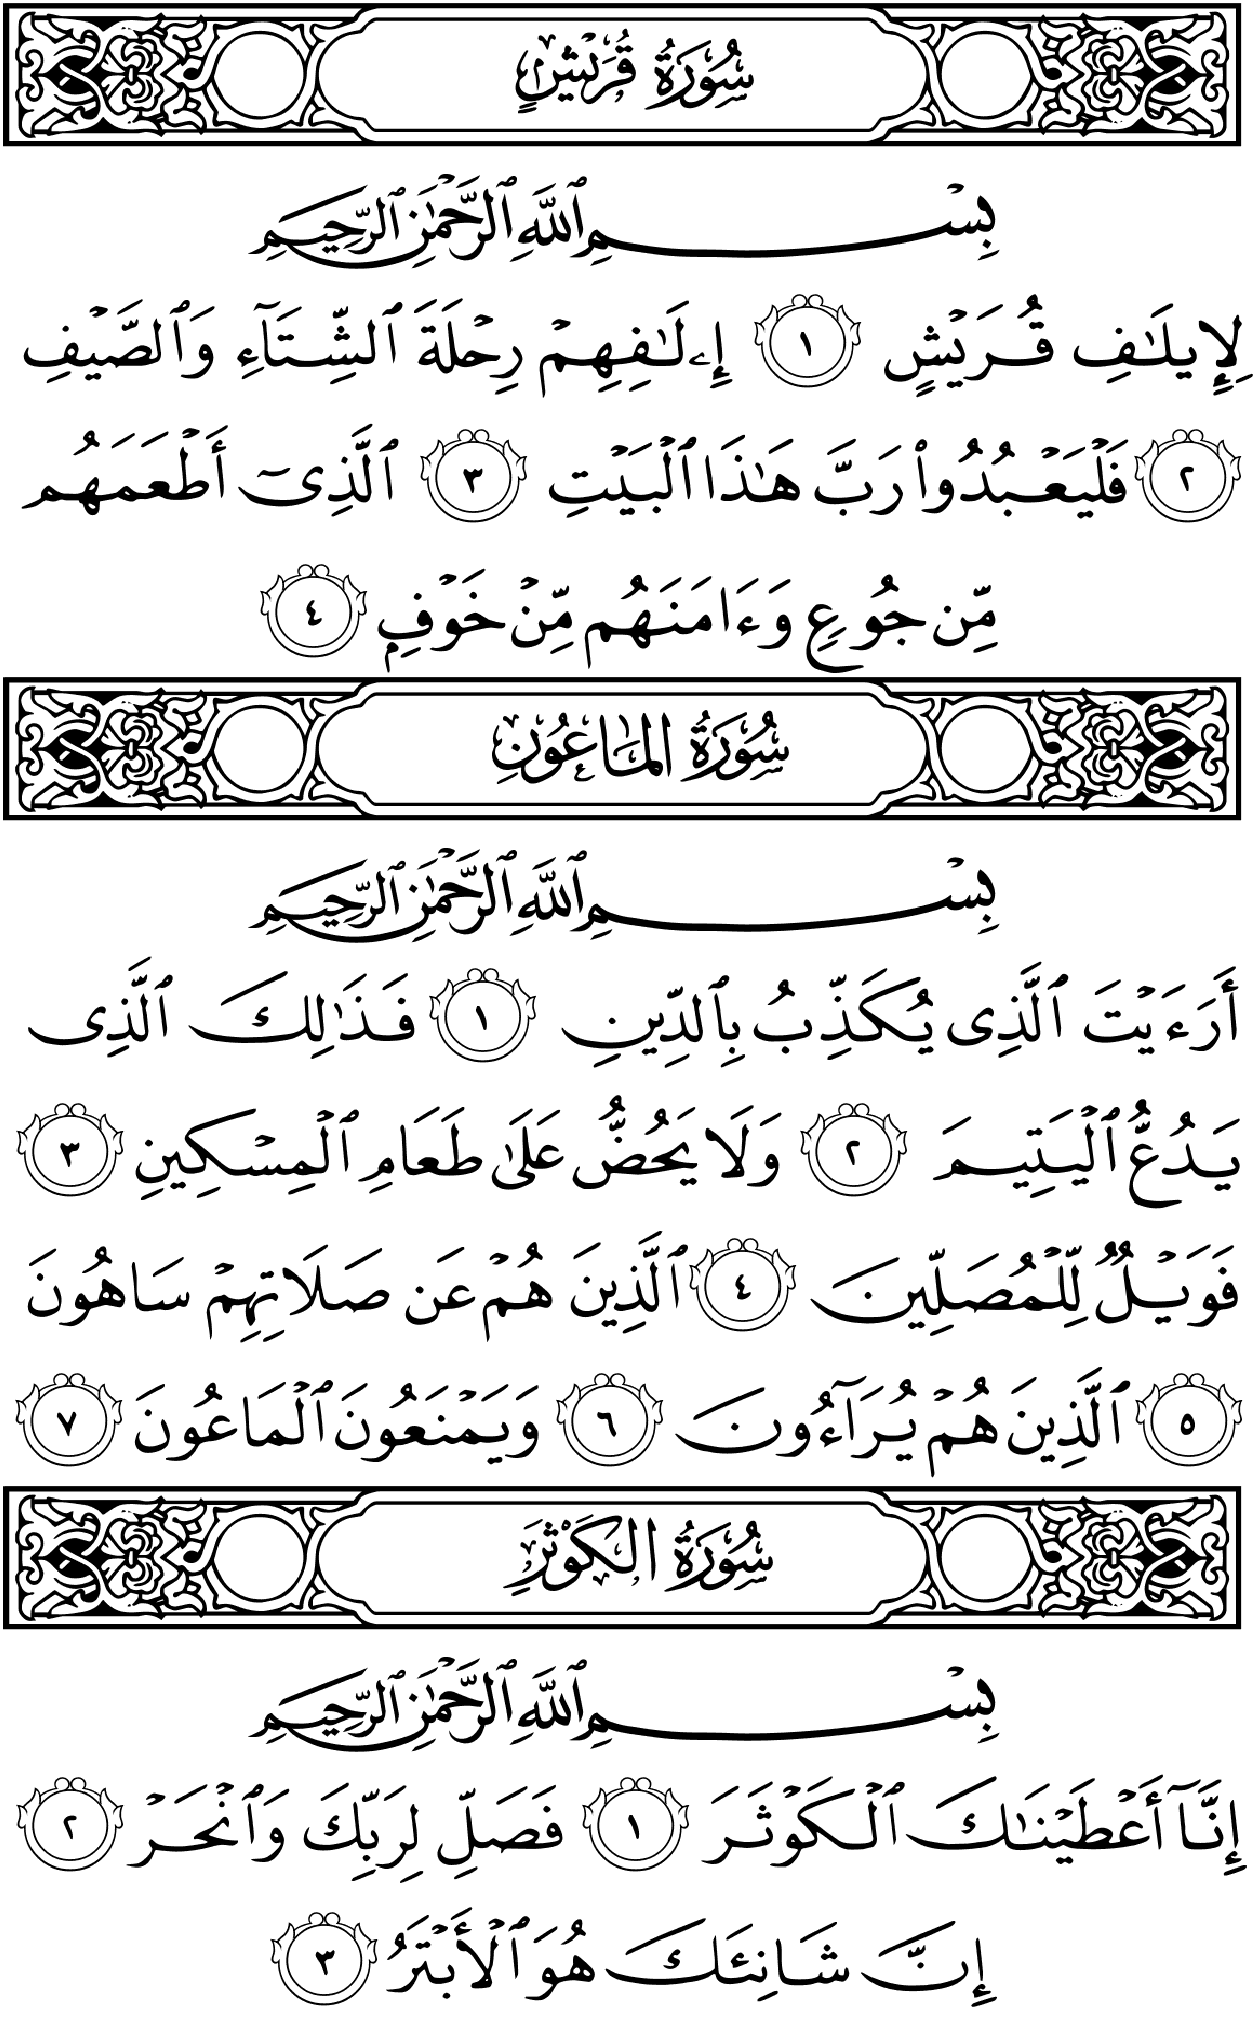 سُورَةُ قُرَيْشٍ
بِسْمِ ٱللَّهِ ٱلرَّحْمَٰنِ ٱلرَّحِيمِ
لِإِيلَٰفِ قُرَيْشٍ ١ إِۦلَٰفِهِمْ رِحْلَةَ ٱلشِّتَآءِ وَٱلصَّيْفِ
٢ فَلْيَعْبُدُوا۟ رَبَّ هَٰذَا ٱلْبَيْتِ ٣ ٱلَّذِىٓ أَطْعَمَهُم
مِّن جُوعٍ وَءَامَنَهُم مِّنْ خَوْفٍۭ ٤
سُورَةُ المَاعُونِ
بِسْمِ ٱللَّهِ ٱلرَّحْمَٰنِ ٱلرَّحِيمِ
أَرَءَيْتَ ٱلَّذِى يُكَذِّبُ بِٱلدِّينِ ١ فَذَٰلِكَ ٱلَّذِى
يَدُعُّ ٱلْيَتِيمَ ٢ وَلَا يَحُضُّ عَلَىٰ طَعَامِ ٱلْمِسْكِينِ ٣
فَوَيْلٌ لِّلْمُصَلِّينَ ٤ ٱلَّذِينَ هُمْ عَن صَلَاتِهِمْ سَاهُونَ
٥ ٱلَّذِينَ هُمْ يُرَآءُونَ ٦ وَيَمْنَعُونَ ٱلْمَاعُونَ ٧
سُورَةُ الكَوْثَرِ
بِسْمِ ٱللَّهِ ٱلرَّحْمَٰنِ ٱلرَّحِيمِ
إِنَّآ أَعْطَيْنَٰكَ ٱلْكَوْثَرَ ١ فَصَلِّ لِرَبِّكَ وَٱنْحَرْ ٢
إِنَّ شَانِئَكَ هُوَ ٱلْأَبْتَرُ ٣